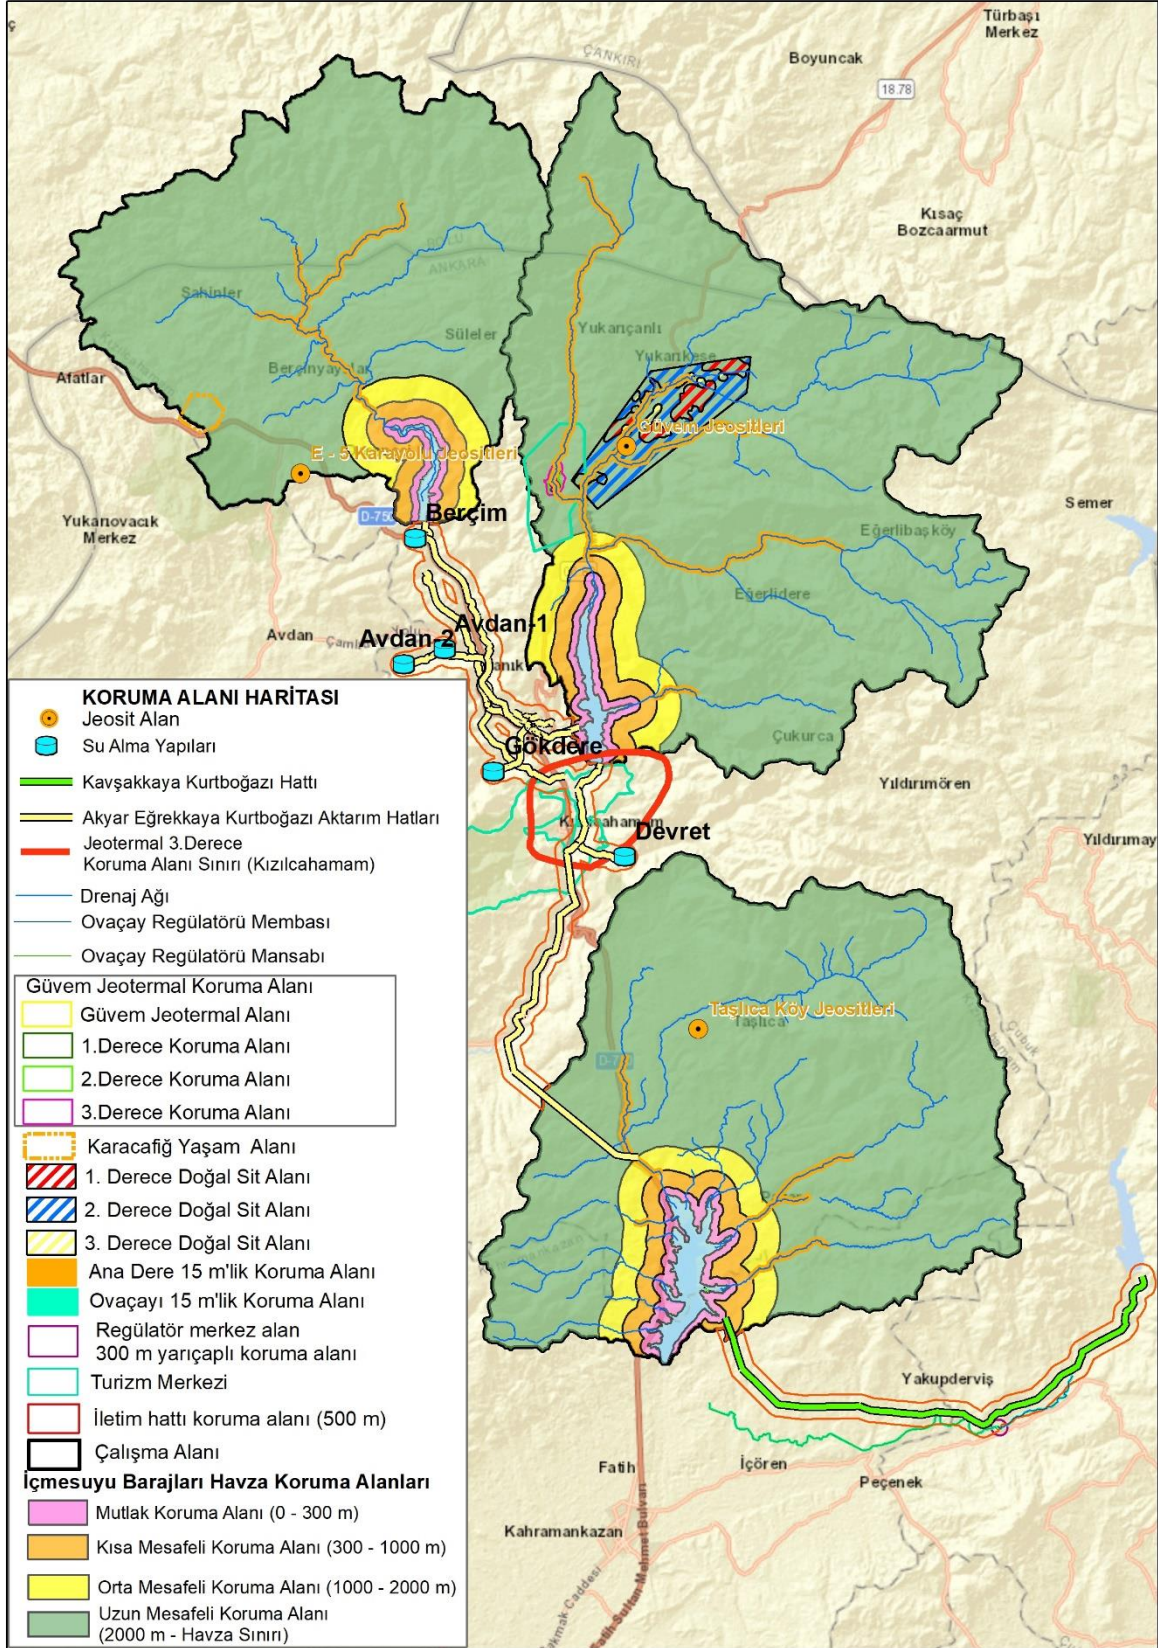 Türbaşı
Merkez
ÇANKIRI
Boyuncak
18.78
Kısaç
Bozcaarmut
ANKARA
Sahinler
Süleler
Yukarıçanlı
Yukarıkese
Afatlar
Berçinyayalar
Güvem Jeositleri
E - 5 Karayolu Jeositleri
Semer
D-750
Berçim
Yukarıovacık
Merkez
Eğerlibaşköy
Eğerlidere
Avdan-1
Avdan
Avdan-2
Çukurca
Gökdere
Yıldırımören
Devret
Yıldırımay
Taşlıca Köy Jeositleri
Taşlıca
Yakupderviş
İçören
Fatih
Peçenek
Kahramankazan
Fatih Sultan Mehmet Bulvarı
KORUMA ALANI HARİTASI
Jeosit Alan
Su Alma Yapıları
Kavşakkaya Kurtboğazı Hattı
Akyar Eğrekkaya Kurtboğazı Aktarım Hatları
Jeotermal 3.Derece
Koruma Alanı Sınırı (Kızılcahamam)
Drenaj Ağı
Ovaçay Regülatörü Membası
Ovaçay Regülatörü Mansabı
Güvem Jeotermal Koruma Alanı
Güvem Jeotermal Alanı
1.Derece Koruma Alanı
2.Derece Koruma Alanı
3.Derece Koruma Alanı
Karacafiğ Yaşam Alanı
1. Derece Doğal Sit Alanı
2. Derece Doğal Sit Alanı
3. Derece Doğal Sit Alanı
Ana Dere 15 m'lik Koruma Alanı
Ovaçayı 15 m'lik Koruma Alanı
Regülatör merkez alan
300 m yarıçaplı koruma alanı
Turizm Merkezi
İletim hattı koruma alanı (500 m)
Çalışma Alanı
İçmesuyu Barajları Havza Koruma Alanları
Mutlak Koruma Alanı (0 - 300 m)
Kısa Mesafeli Koruma Alanı (300 - 1000 m)
Orta Mesafeli Koruma Alanı (1000 - 2000 m)
Uzun Mesafeli Koruma Alanı
(2000 m - Havza Sınırı)